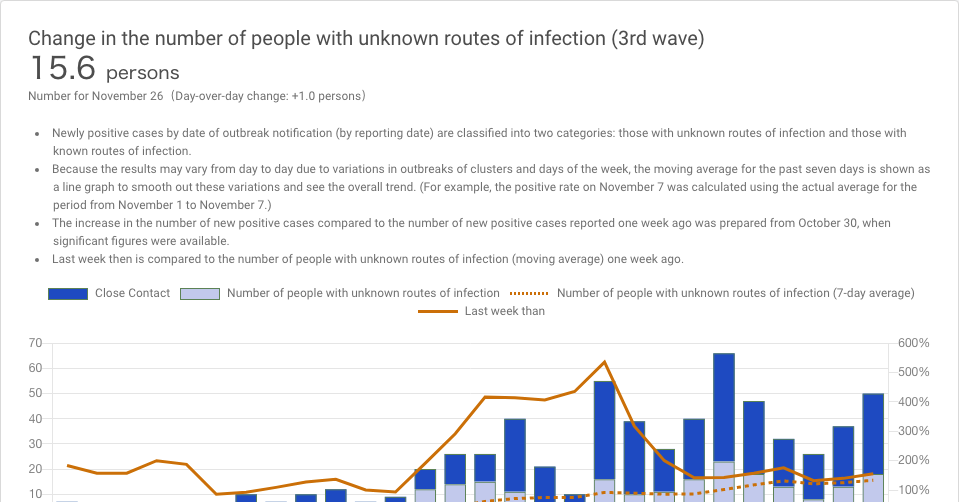 Change in the number of people with unknown routes of infection (3rd wave)
15.6 persons
Number for November 26（Day-over-day change: +1.0 persons）
• Newly positive cases by date of outbreak notification (by reporting date) are classified into two categories: those with unknown routes of infection and those with
known routes of infection.
• Because the results may vary from day to day due to variations in outbreaks of clusters and days of the week, the moving average for the past seven days is shown as
a line graph to smooth out these variations and see the overall trend. (For example, the positive rate on November 7 was calculated using the actual average for the
period from November 1 to November 7.)
• The increase in the number of new positive cases compared to the number of new positive cases reported one week ago was prepared from October 30, when
significant figures were available.
• Last week then is compared to the number of people with unknown routes of infection (moving average) one week ago.
Close Contact Number of people with unknown routes of infection Number of people with unknown routes of infection (7-day average)
Last week than
70 600%
60 500%
50 400%
40 300%
30 200%
20 100%
10